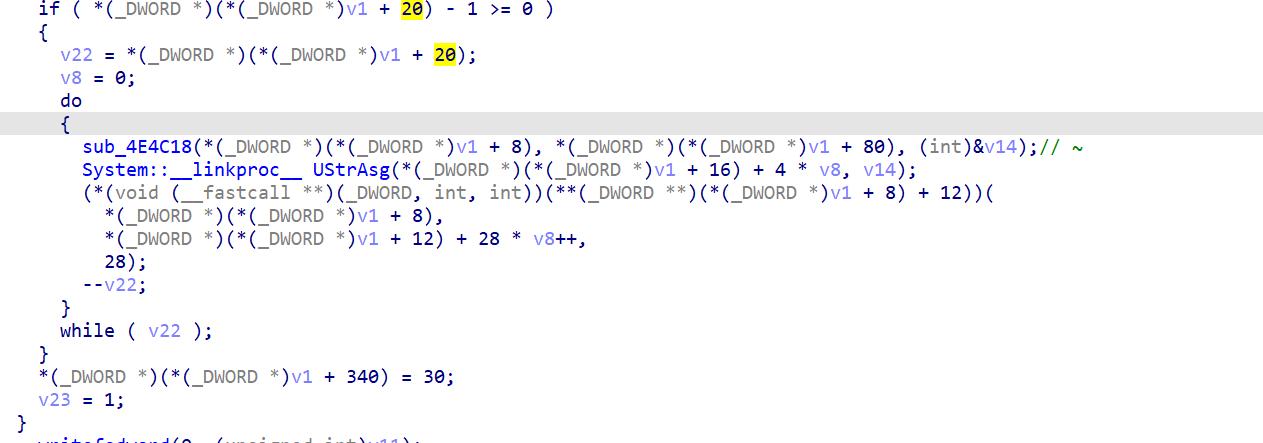 if ( *(_DWORD *)(*(_DWORD *)v1 + 20) - 1 >= 0 )
{
v22 = *(_DWORD *)(*(_DWORD *)v1 + 20);
v8 = 0;
do
{
sub_4E4C18(*(_DWORD *)(*(_DWORD *)v1 + 8), *(_DWORD *)(*(_DWORD *)v1 + 80), (int)&v14);// ~
System::__linkproc__ UStrAsg(*(_DWORD *)(*(_DWORD *)v1 + 16) + 4 * v8, v14);
(*(void (__fastcall **)(_DWORD, int, int))(**(_DWORD **)(*(_DWORD *)v1 + 8) + 12))(
*(_DWORD *)(*(_DWORD *)v1 + 8),
*(_DWORD *)(*(_DWORD *)v1 + 12) + 28 * v8++,
28);
--v22;
}
while ( v22 );
}
*(_DWORD *)(*(_DWORD *)v1 + 340) = 30;
v23 = 1;
}